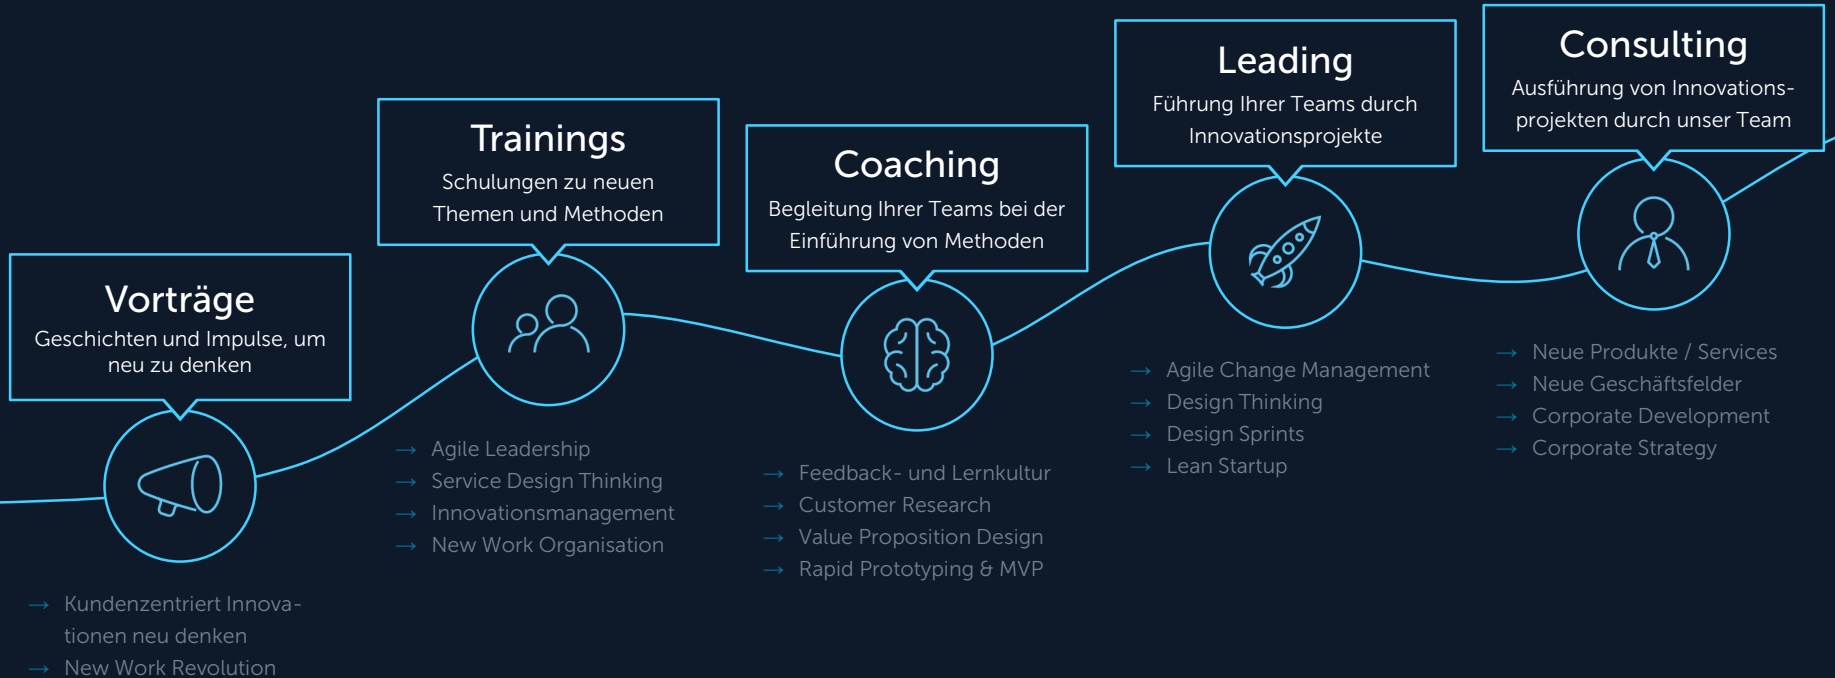 Vorträge
Geschichten und Impulse, um
neu zu denken
→ Kundenzentriert Innova-
tionen neu denken
→ New Work Revolution
Trainings
Schulungen zu neuen
Themen und Methoden
→ Agile Leadership
→ Service Design Thinking
→ Innovationsmanagement
→ New Work Organisation
Coaching
Begleitung Ihrer Teams bei der
Einführung von Methoden
→ Feedback- und Lernkultur
→ Customer Research
→ Value Proposition Design
→ Rapid Prototyping & MVP
Leading
Führung Ihrer Teams durch
Innovationsprojekte
→ Agile Change Management
→ Design Thinking
→ Design Sprints
→ Lean Startup
Consulting
Ausführung von Innovations-
projekten durch unser Team
→ Neue Produkte / Services
→ Neue Geschäftsfelder
→ Corporate Development
→ Corporate Strategy